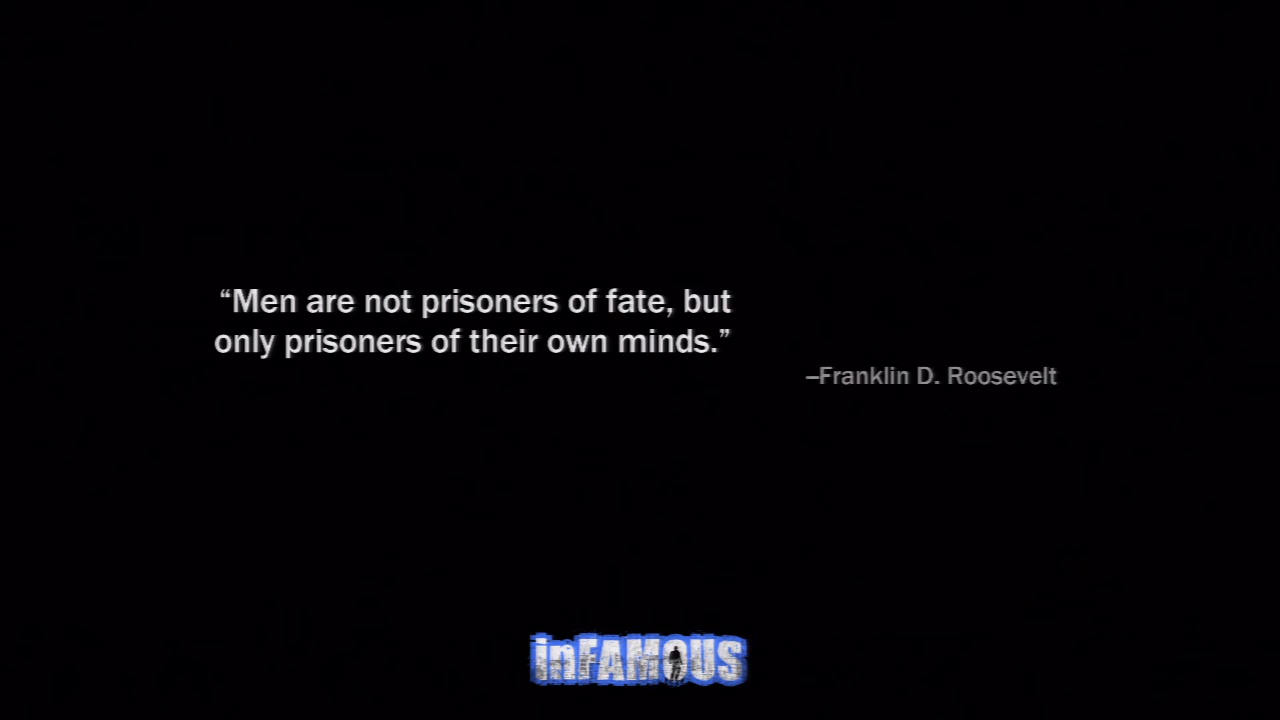 “Men are not prisoners of fate, but
only prisoners of their own minds.”
–Franklin D. Roosevelt
inFAMOUS